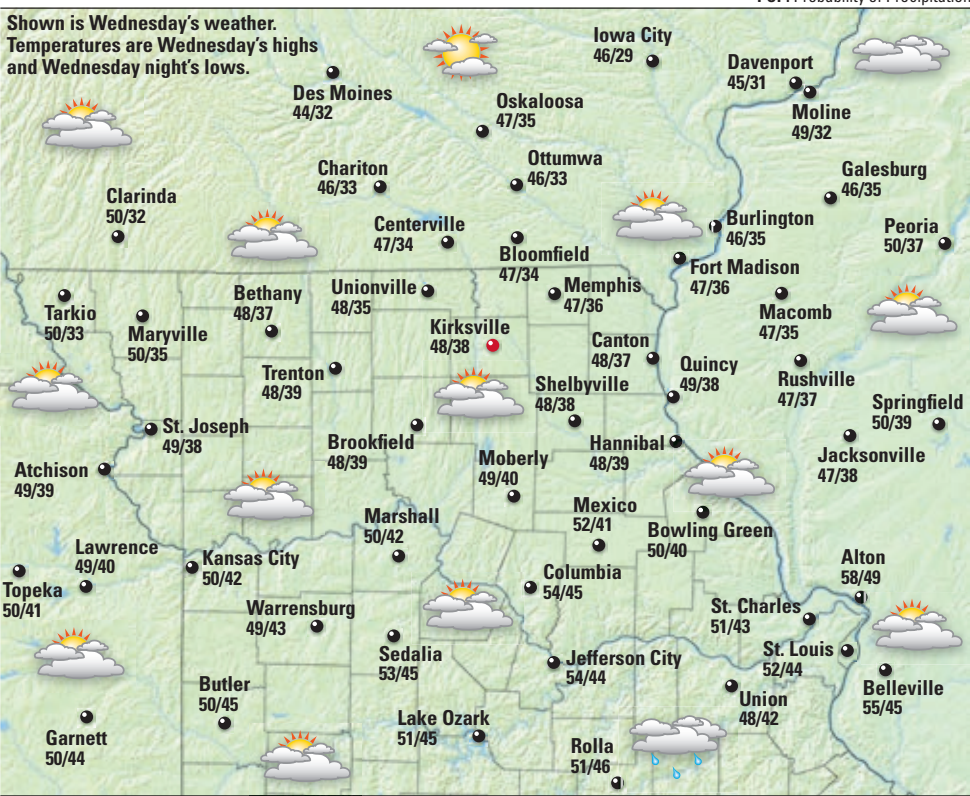 POP: Probability of Precipitation
Shown is Wednesday's weather.
Temperatures are Wednesday's highs
and Wednesday night's lows.
Iowa City
46/29
Davenport
45/31
Des Moines
44/32
Moline
49/32
Oskaloosa
47/35
Chariton
46/33
Ottumwa
46/33
Galesburg
46/35
Clarinda
50/32
Centerville
47/34
Bloomfield
47/34
Burlington
46/35
Peoria
50/37
Fort Madison
47/36
Tarkio
50/33
Maryville
50/35
Bethany
48/37
Unionville
48/35
Memphis
47/36
Macomb
47/35
Kirksville
48/38
Canton
48/37
Quincy
49/38
Trenton
48/39
Shelbyville
48/38
Rushville
47/37
Springfield
50/39
St. Joseph
49/38
Brookfield
48/39
Hannibal
48/39
Jacksonville
47/38
Atchison
49/39
Moberly
49/40
Mexico
52/41
Marshall
50/42
Bowling Green
50/40
Lawrence
49/40
Kansas City
50/42
Alton
58/49
Topeka
50/41
Columbia
54/45
Warrensburg
49/43
St. Charles
51/43
Sedalia
53/45
Jefferson City
54/44
St. Louis
52/44
Butler
50/45
Union
48/42
Belleville
55/45
Garnett
50/44
Lake Ozark
51/45
Rolla
51/46